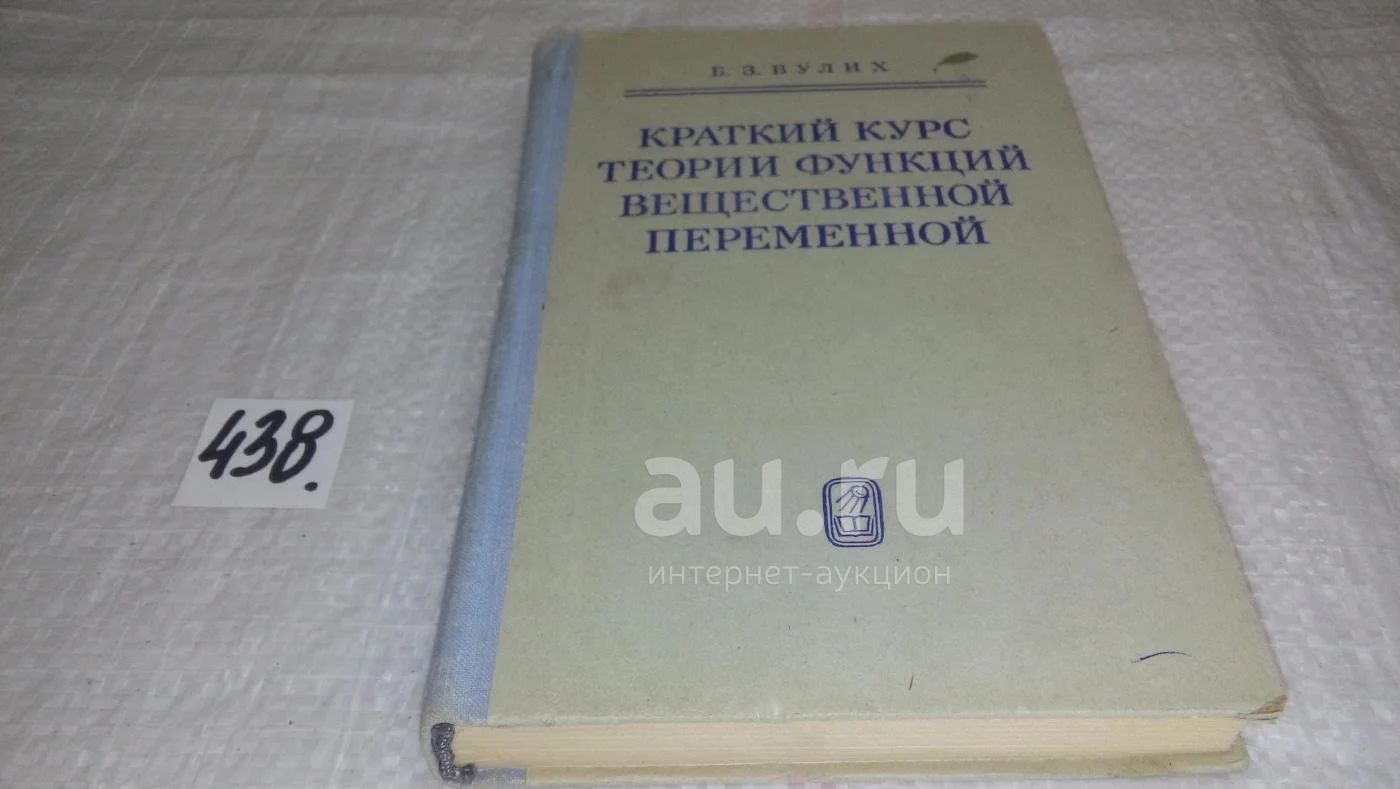 Б. З. ВУЛИХ
КРАТКИЙ КУРС
ТЕОРИИ ФУНКЦИЙ
ВЕЩЕСТВЕННОЙ
ПЕРЕМЕННОЙ
438.
au.ru
интернет-аукцион